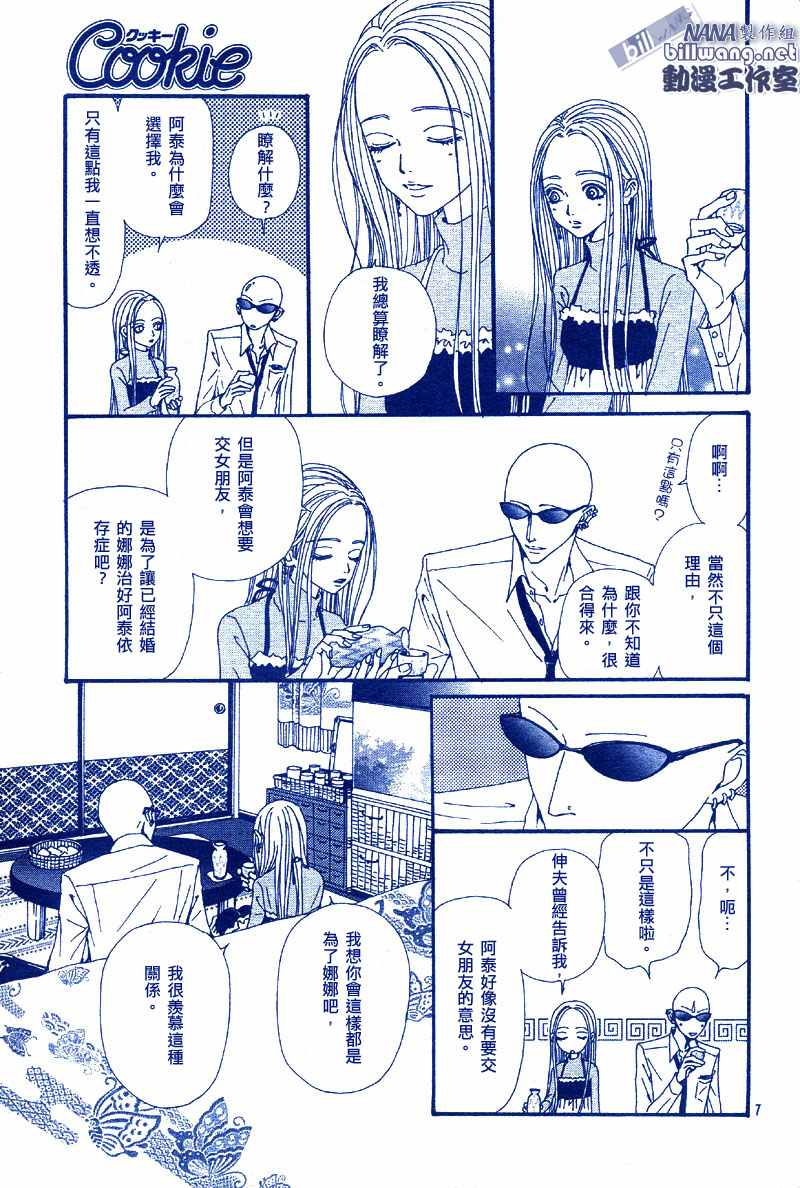 クッキー
Cookie
bill
NANA製作組
billwang.net
動漫工作室
我總算瞭解了。
瞭解什麼？
阿泰為什麼會
選擇我。
只有這點我一直想不透。
啊啊…
只有這點嗎？
當然不只這個
理由，
跟你不知道
為什麼，很
合得來。
但是阿泰會想要
交女朋友，
是為了讓已經結婚
的娜娜治好阿泰依
存症吧？
不，呃…
不只是這樣啦。
伸夫曾經告訴我，
阿泰好像沒有要交
女朋友的意思。
我想你會這樣都是
為了娜娜吧，
我很羨慕這種
關係。
7